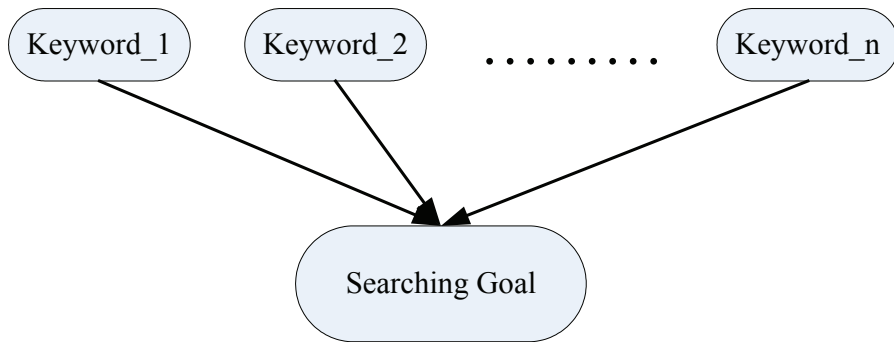 Keyword_1
Keyword_2
.........
Keyword_n
Searching Goal